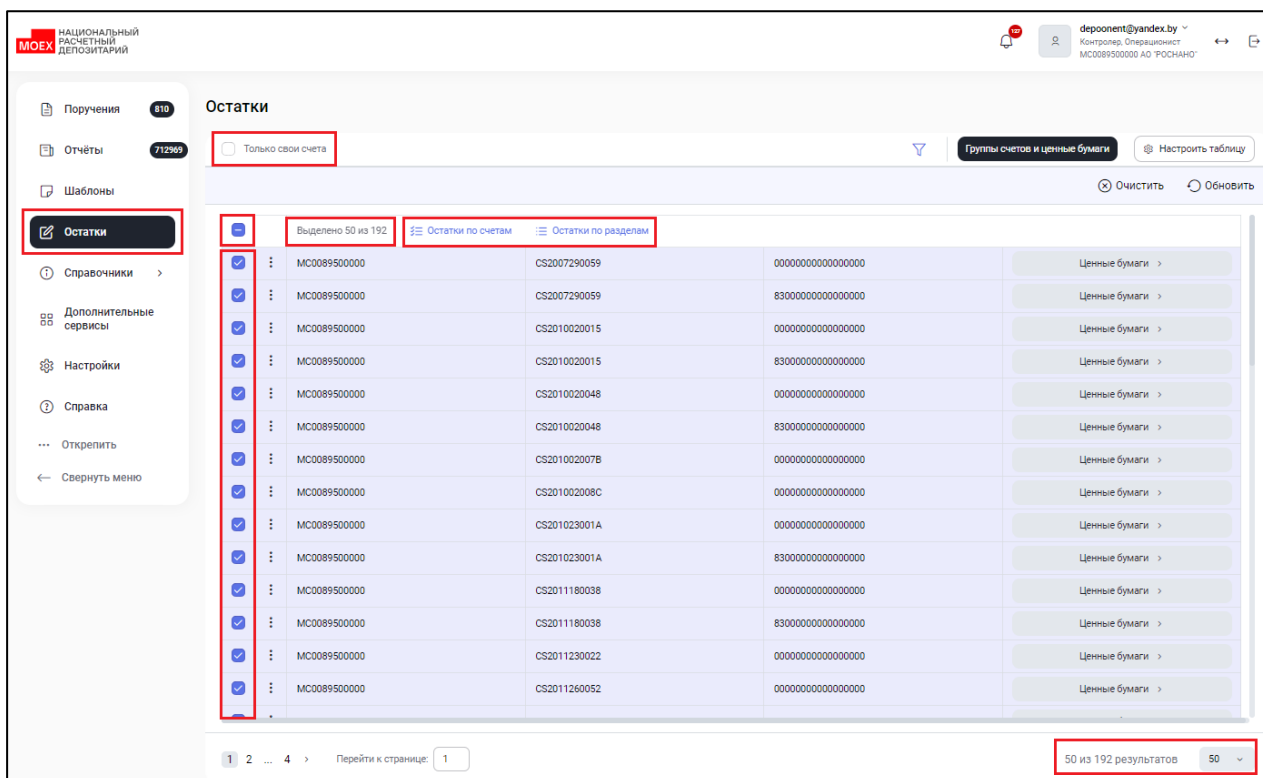 НАЦИОНАЛЬНЫЙ
MOEX РАСЧЕТНЫЙ
ДЕПОЗИТАРИЙ
127
depoonent@yandex.by
Контролер, Операционист
MC0089500000 АО "РОСНАНО"
Поручения 810
Отчёты 712969
Шаблоны
Остатки
Справочники
Дополнительные
сервисы
Настройки
Справка
Открепить
Свернуть меню
Остатки
Только свои счета Группы счетов и ценные бумаги Настроить таблицу
Очистить Обновить
Выделено 50 из 192 Остатки по счетам Остатки по разделам
MC0089500000 CS2007290059 00000000000000000 Ценные бумаги >
MC0089500000 CS2007290059 83000000000000000 Ценные бумаги >
MC0089500000 CS2010020015 00000000000000000 Ценные бумаги >
MC0089500000 CS2010020015 83000000000000000 Ценные бумаги >
MC0089500000 CS2010020048 00000000000000000 Ценные бумаги >
MC0089500000 CS2010020048 83000000000000000 Ценные бумаги >
MC0089500000 CS201002007B 00000000000000000 Ценные бумаги >
MC0089500000 CS201002008C 00000000000000000 Ценные бумаги >
MC0089500000 CS201023001A 00000000000000000 Ценные бумаги >
MC0089500000 CS201023001A 83000000000000000 Ценные бумаги >
MC0089500000 CS2011180038 00000000000000000 Ценные бумаги >
MC0089500000 CS2011180038 83000000000000000 Ценные бумаги >
MC0089500000 CS2011230022 00000000000000000 Ценные бумаги >
MC0089500000 CS2011260052 00000000000000000 Ценные бумаги >
1 2 ... 4 > Перейти к странице: 1 50 из 192 результатов 50